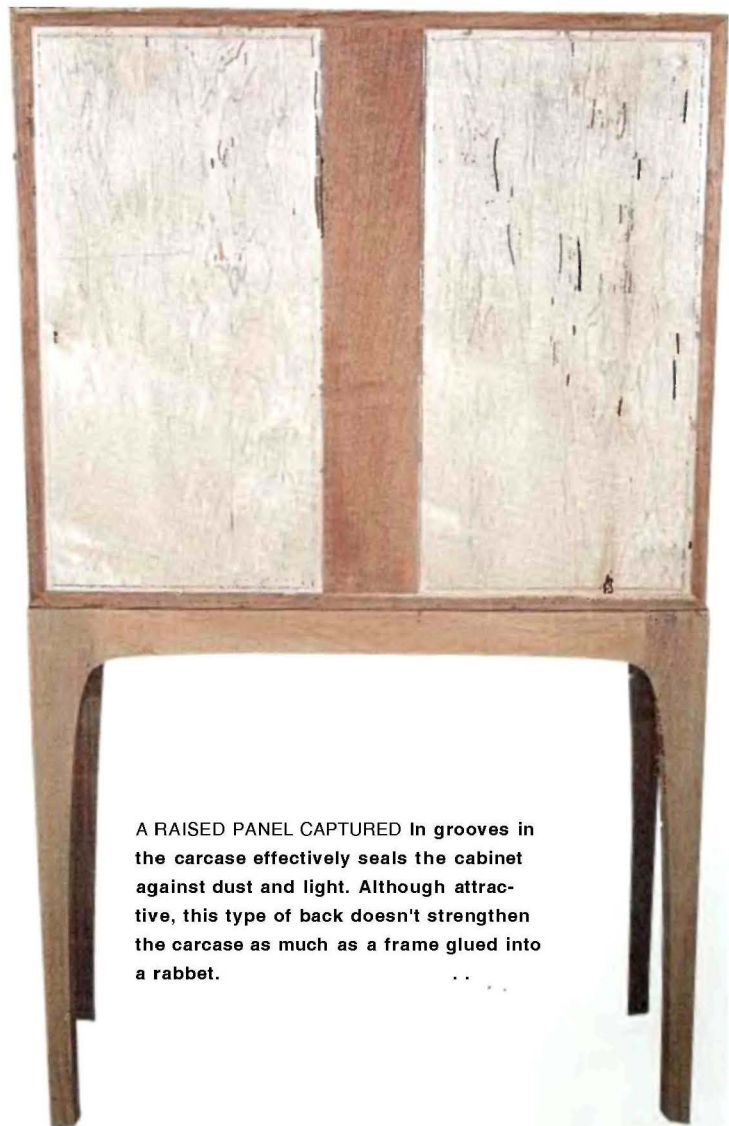 A RAISED PANEL CAPTURED In grooves in
the carcase effectively seals the cabinet
against dust and light. Although attrac-
tive, this type of back doesn't strengthen
the carcase as much as a frame glued into
a rabbet.